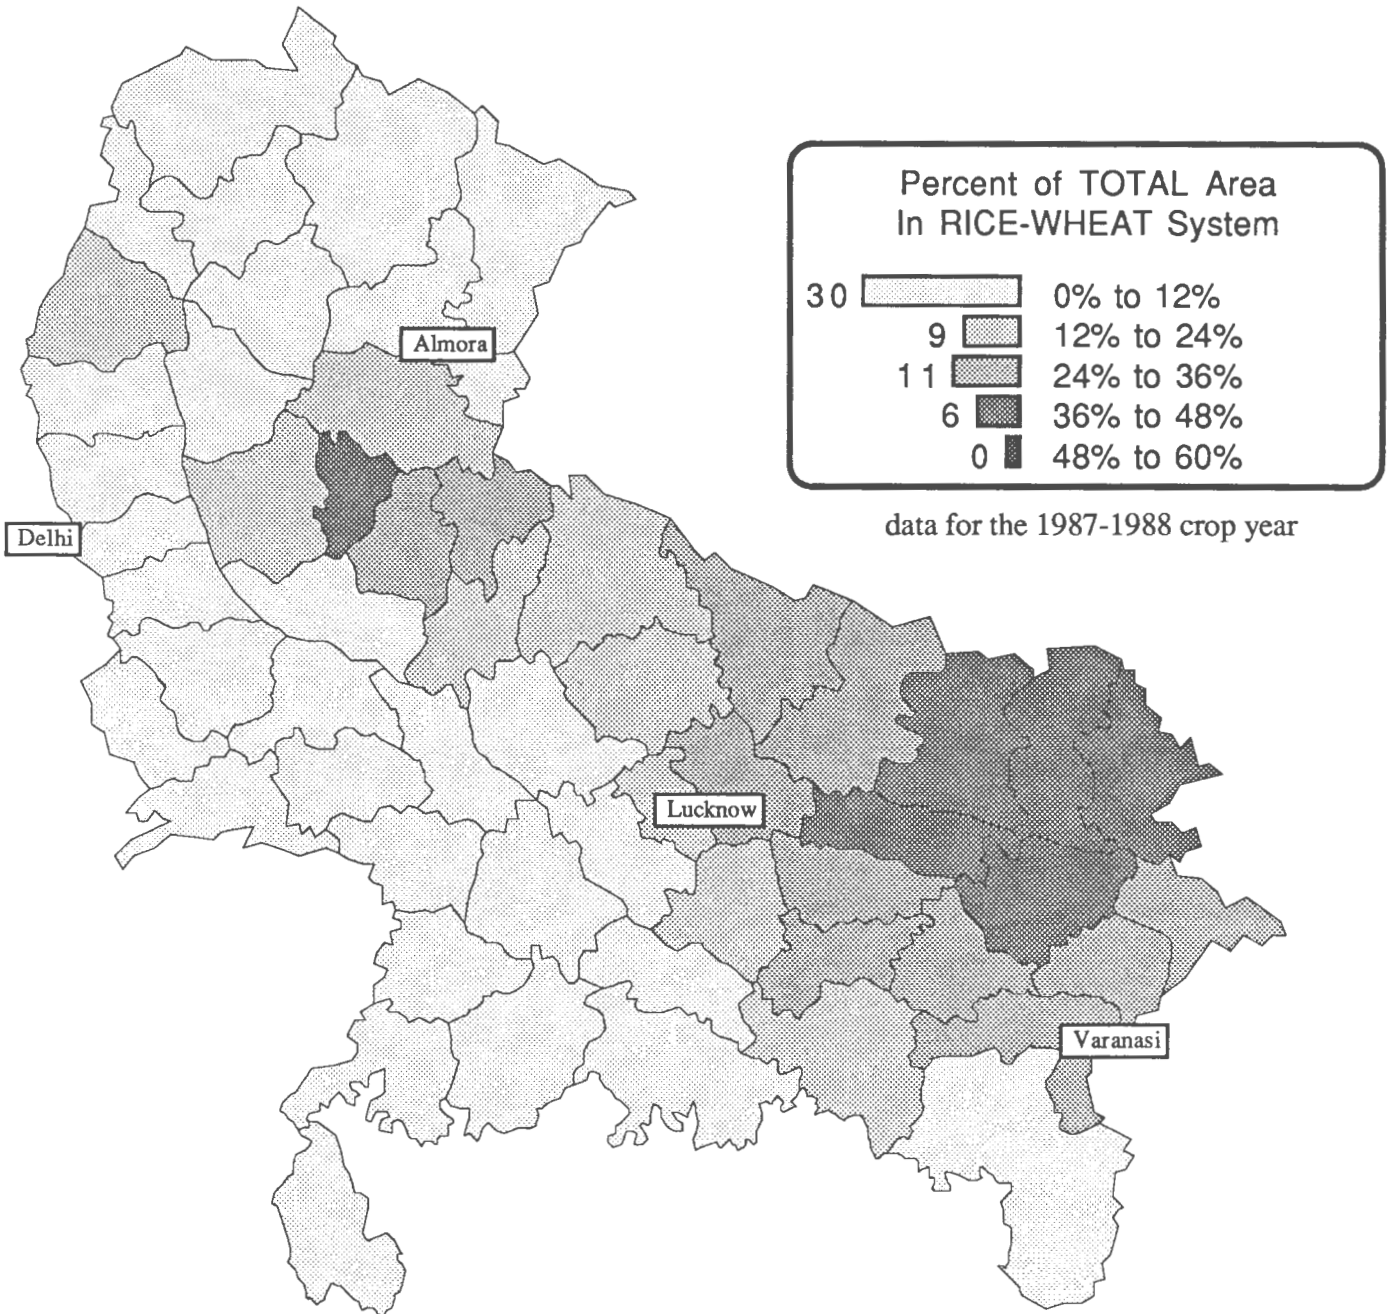 Percent of TOTAL Area
In RICE-WHEAT System
30 0% to 12%
9 12% to 24%
11 24% to 36%
6 36% to 48%
0 48% to 60%
data for the 1987-1988 crop year
Almora
Delhi
Lucknow
Varanasi